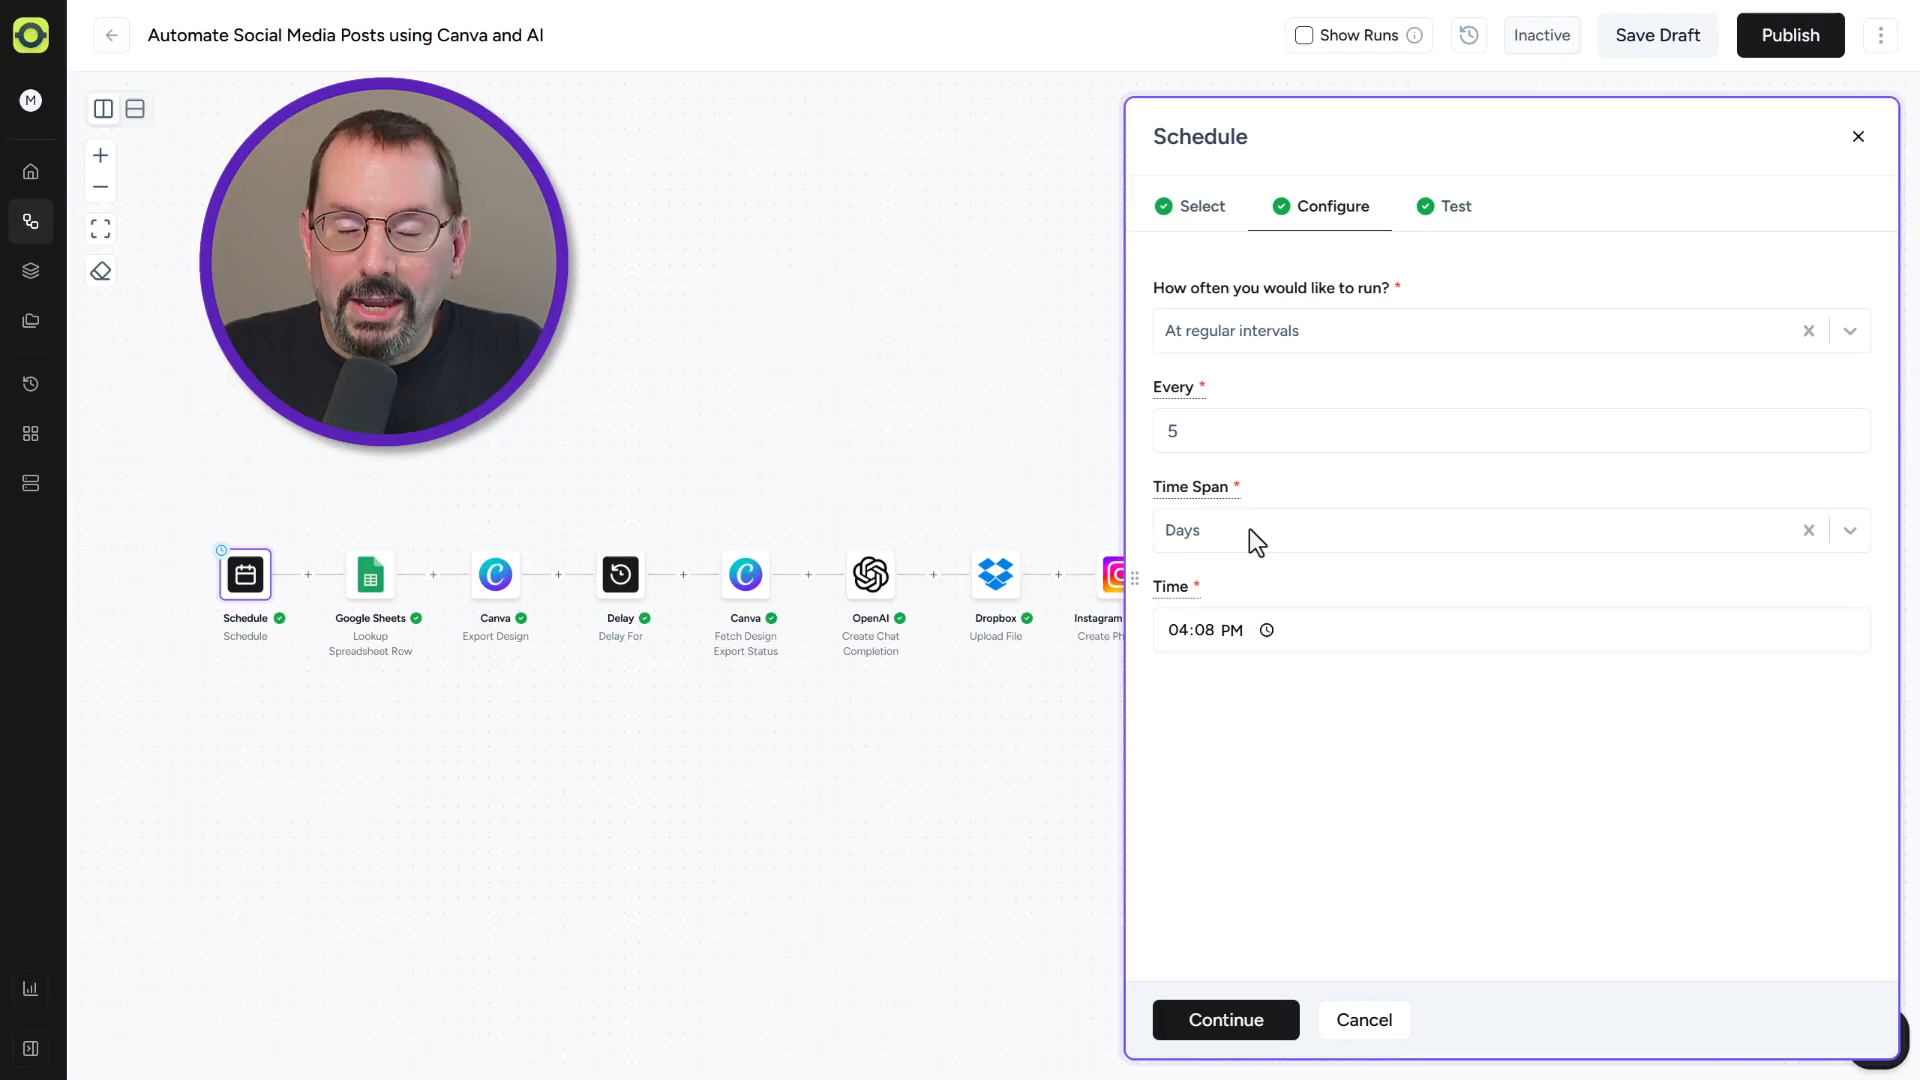 Automate Social Media Posts using Canva and AI
Show Runs
Inactive
Save Draft
Publish
M
Schedule
Select
Configure
Test
How often you would like to run? *
At regular intervals
Every *
5
Time Span *
Days
Time *
04:08 PM
Schedule
Schedule
Google Sheets
Lookup
Spreadsheet Row
Canva
Export Design
Delay
Delay For
Canva
Fetch Design
Export Status
OpenAI
Create Chat
Completion
Dropbox
Upload File
Instagram
Create Ph
Continue
Cancel